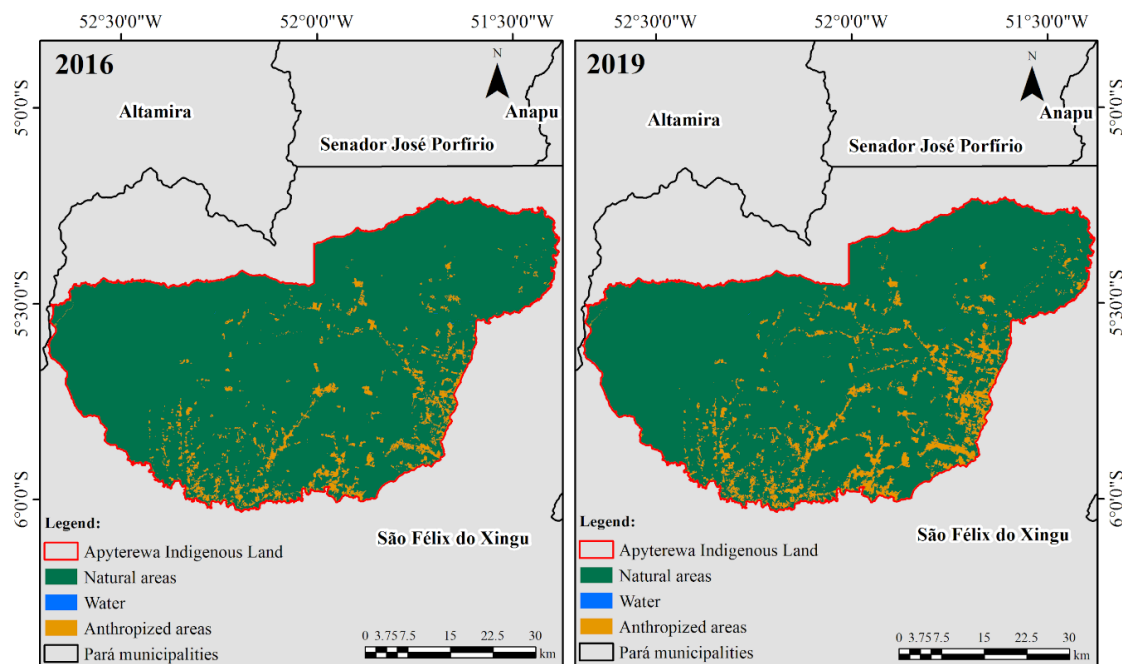 52°30'0"W 52°0'0"W 51°30'0"W
5°0'0"S
5°30'0"S
6°0'0"S
2016
N
Altamira
Anapu
Senador José Porfírio
São Félix do Xingu
Legend:
Apyterewa Indigenous Land
Natural areas
Water
Anthropized areas
Pará municipalities
0 3.75 7.5 15 22.5 30
km
52°30'0"W 52°0'0"W 51°30'0"W
2019
N
Altamira
Anapu
Senador José Porfírio
São Félix do Xingu
Legend:
Apyterewa Indigenous Land
Natural areas
Water
Anthropized areas
Pará municipalities
0 3.75 7.5 15 22.5 30
km
5°0'0"S
5°30'0"S
6°0'0"S